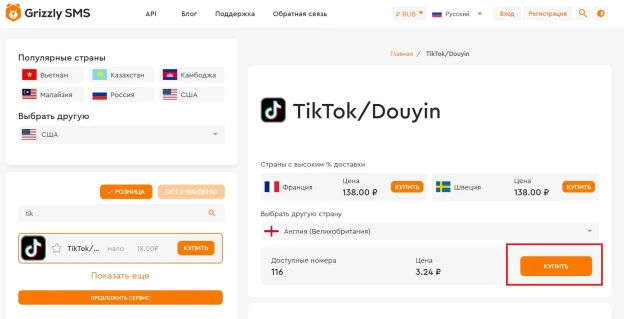 Grizzly SMS
API
Блог
Поддержка
Обратная связь
₽ RUB
Русский
Вход
Регистрация
Популярные страны
Вьетнам
Казахстан
Камбоджа
Малайзия
Россия
США
Выбрать другую
США
✓ РОЗНИЦА
tik
TikTok/...
мало
18.00₽
КУПИТЬ
Показать еще
ПРЕДЛОЖИТЬ СЕРВИС
Главная / TikTok/Douyin
TikTok/Douyin
Страны с высоким % доставки
Франция
Цена
138.00 ₽
КУПИТЬ
Швеция
Цена
138.00 ₽
КУПИТЬ
Выбрать другую страну
Англия (Великобритания)
Доступные номера
116
Цена
3.24 ₽
КУПИТЬ